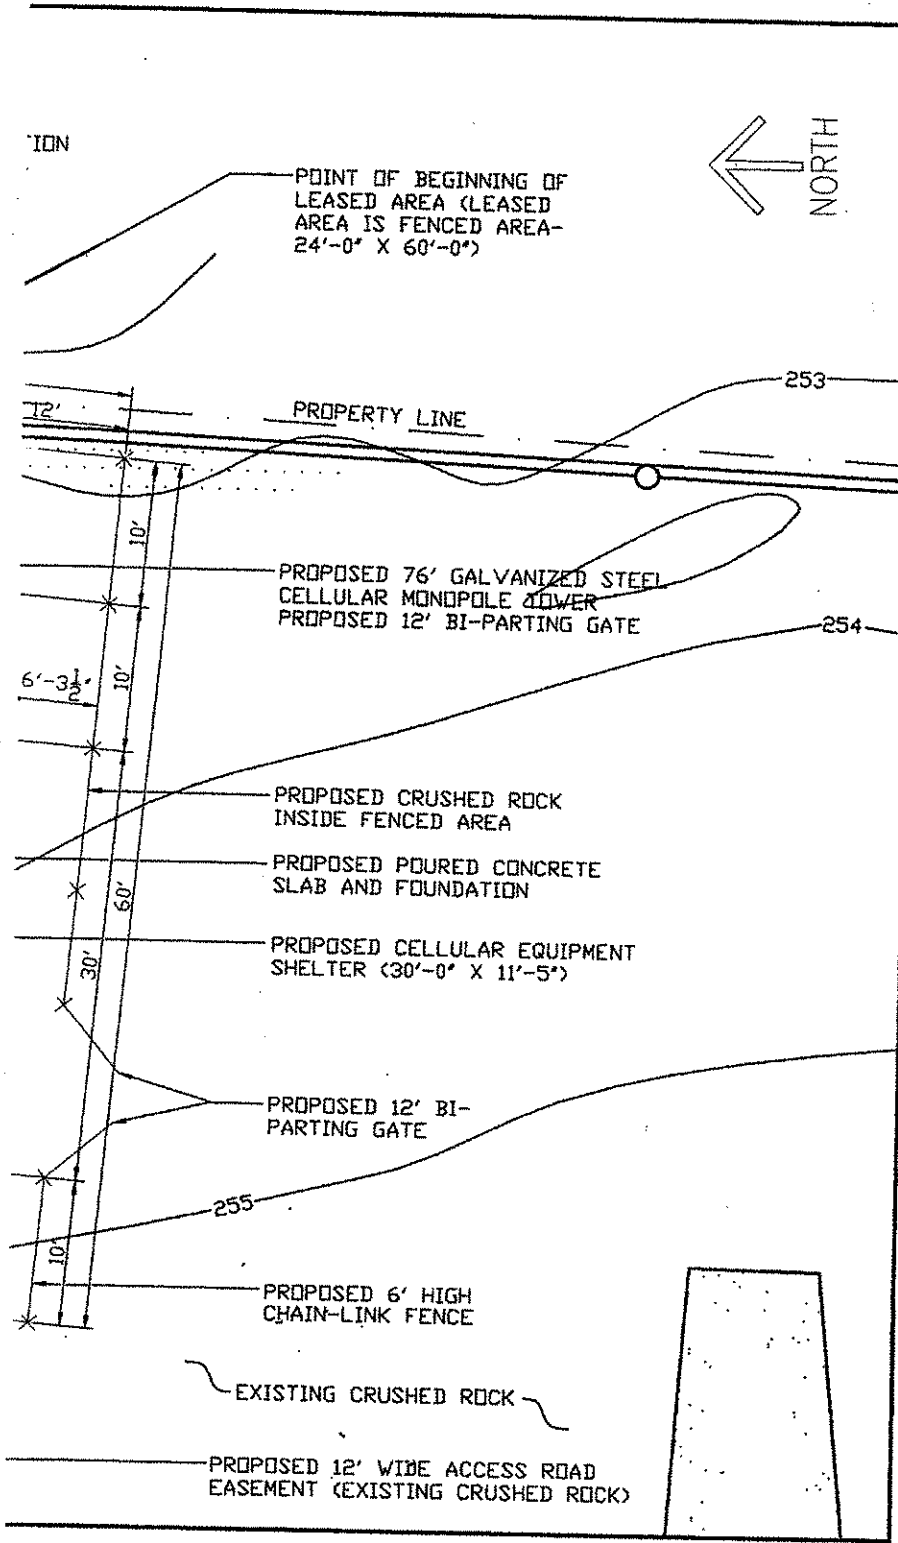 'ION
NORTH
POINT OF BEGINNING OF
LEASED AREA (LEASED
AREA IS FENCED AREA-
24'-0" X 60'-0")
253
12'
PROPERTY LINE
10'
PROPOSED 76' GALVANIZED STEEL
CELLULAR MONOPOLE TOWER
PROPOSED 12' BI-PARTING GATE
254
6'-3½"
10'
PROPOSED CRUSHED ROCK
INSIDE FENCED AREA
PROPOSED POURED CONCRETE
SLAB AND FOUNDATION
60'
PROPOSED CELLULAR EQUIPMENT
SHELTER (30'-0" X 11'-5")
30'
PROPOSED 12' BI-
PARTING GATE
255
10'
PROPOSED 6' HIGH
CHAIN-LINK FENCE
EXISTING CRUSHED ROCK
PROPOSED 12' WIDE ACCESS ROAD
EASEMENT (EXISTING CRUSHED ROCK)